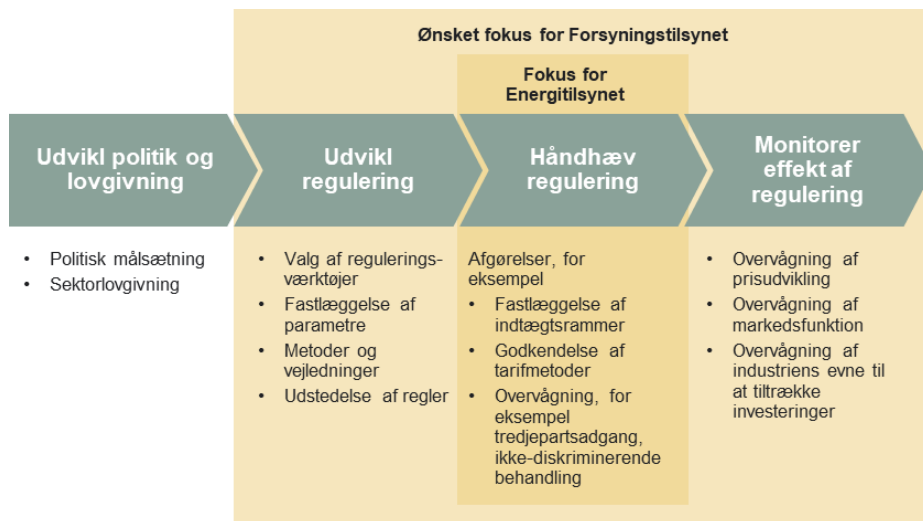 Ønsket fokus for Forsyningstilsynet
Fokus for
Energitilsynet
Udvikl politik og
lovgivning
Udvikl
regulering
Håndhæv
regulering
Monitorer
effekt af
regulering
• Politisk målsætning
• Sektorlovgivning
• Valg af regulerings-
værktøjer
• Fastlæggelse af
parametre
• Metoder og
vejledninger
• Udstedelse af regler
Afgørelser, for
eksempel
• Fastlæggelse af
indtægtsrammer
• Godkendelse af
tarifmetoder
• Overvågning, for
eksempel
tredjepartsadgang,
ikke-diskriminerende
behandling
• Overvågning af
prisudvikling
• Overvågning af
markedsfunktion
• Overvågning af
industriens evne til
at tiltrække
investeringer